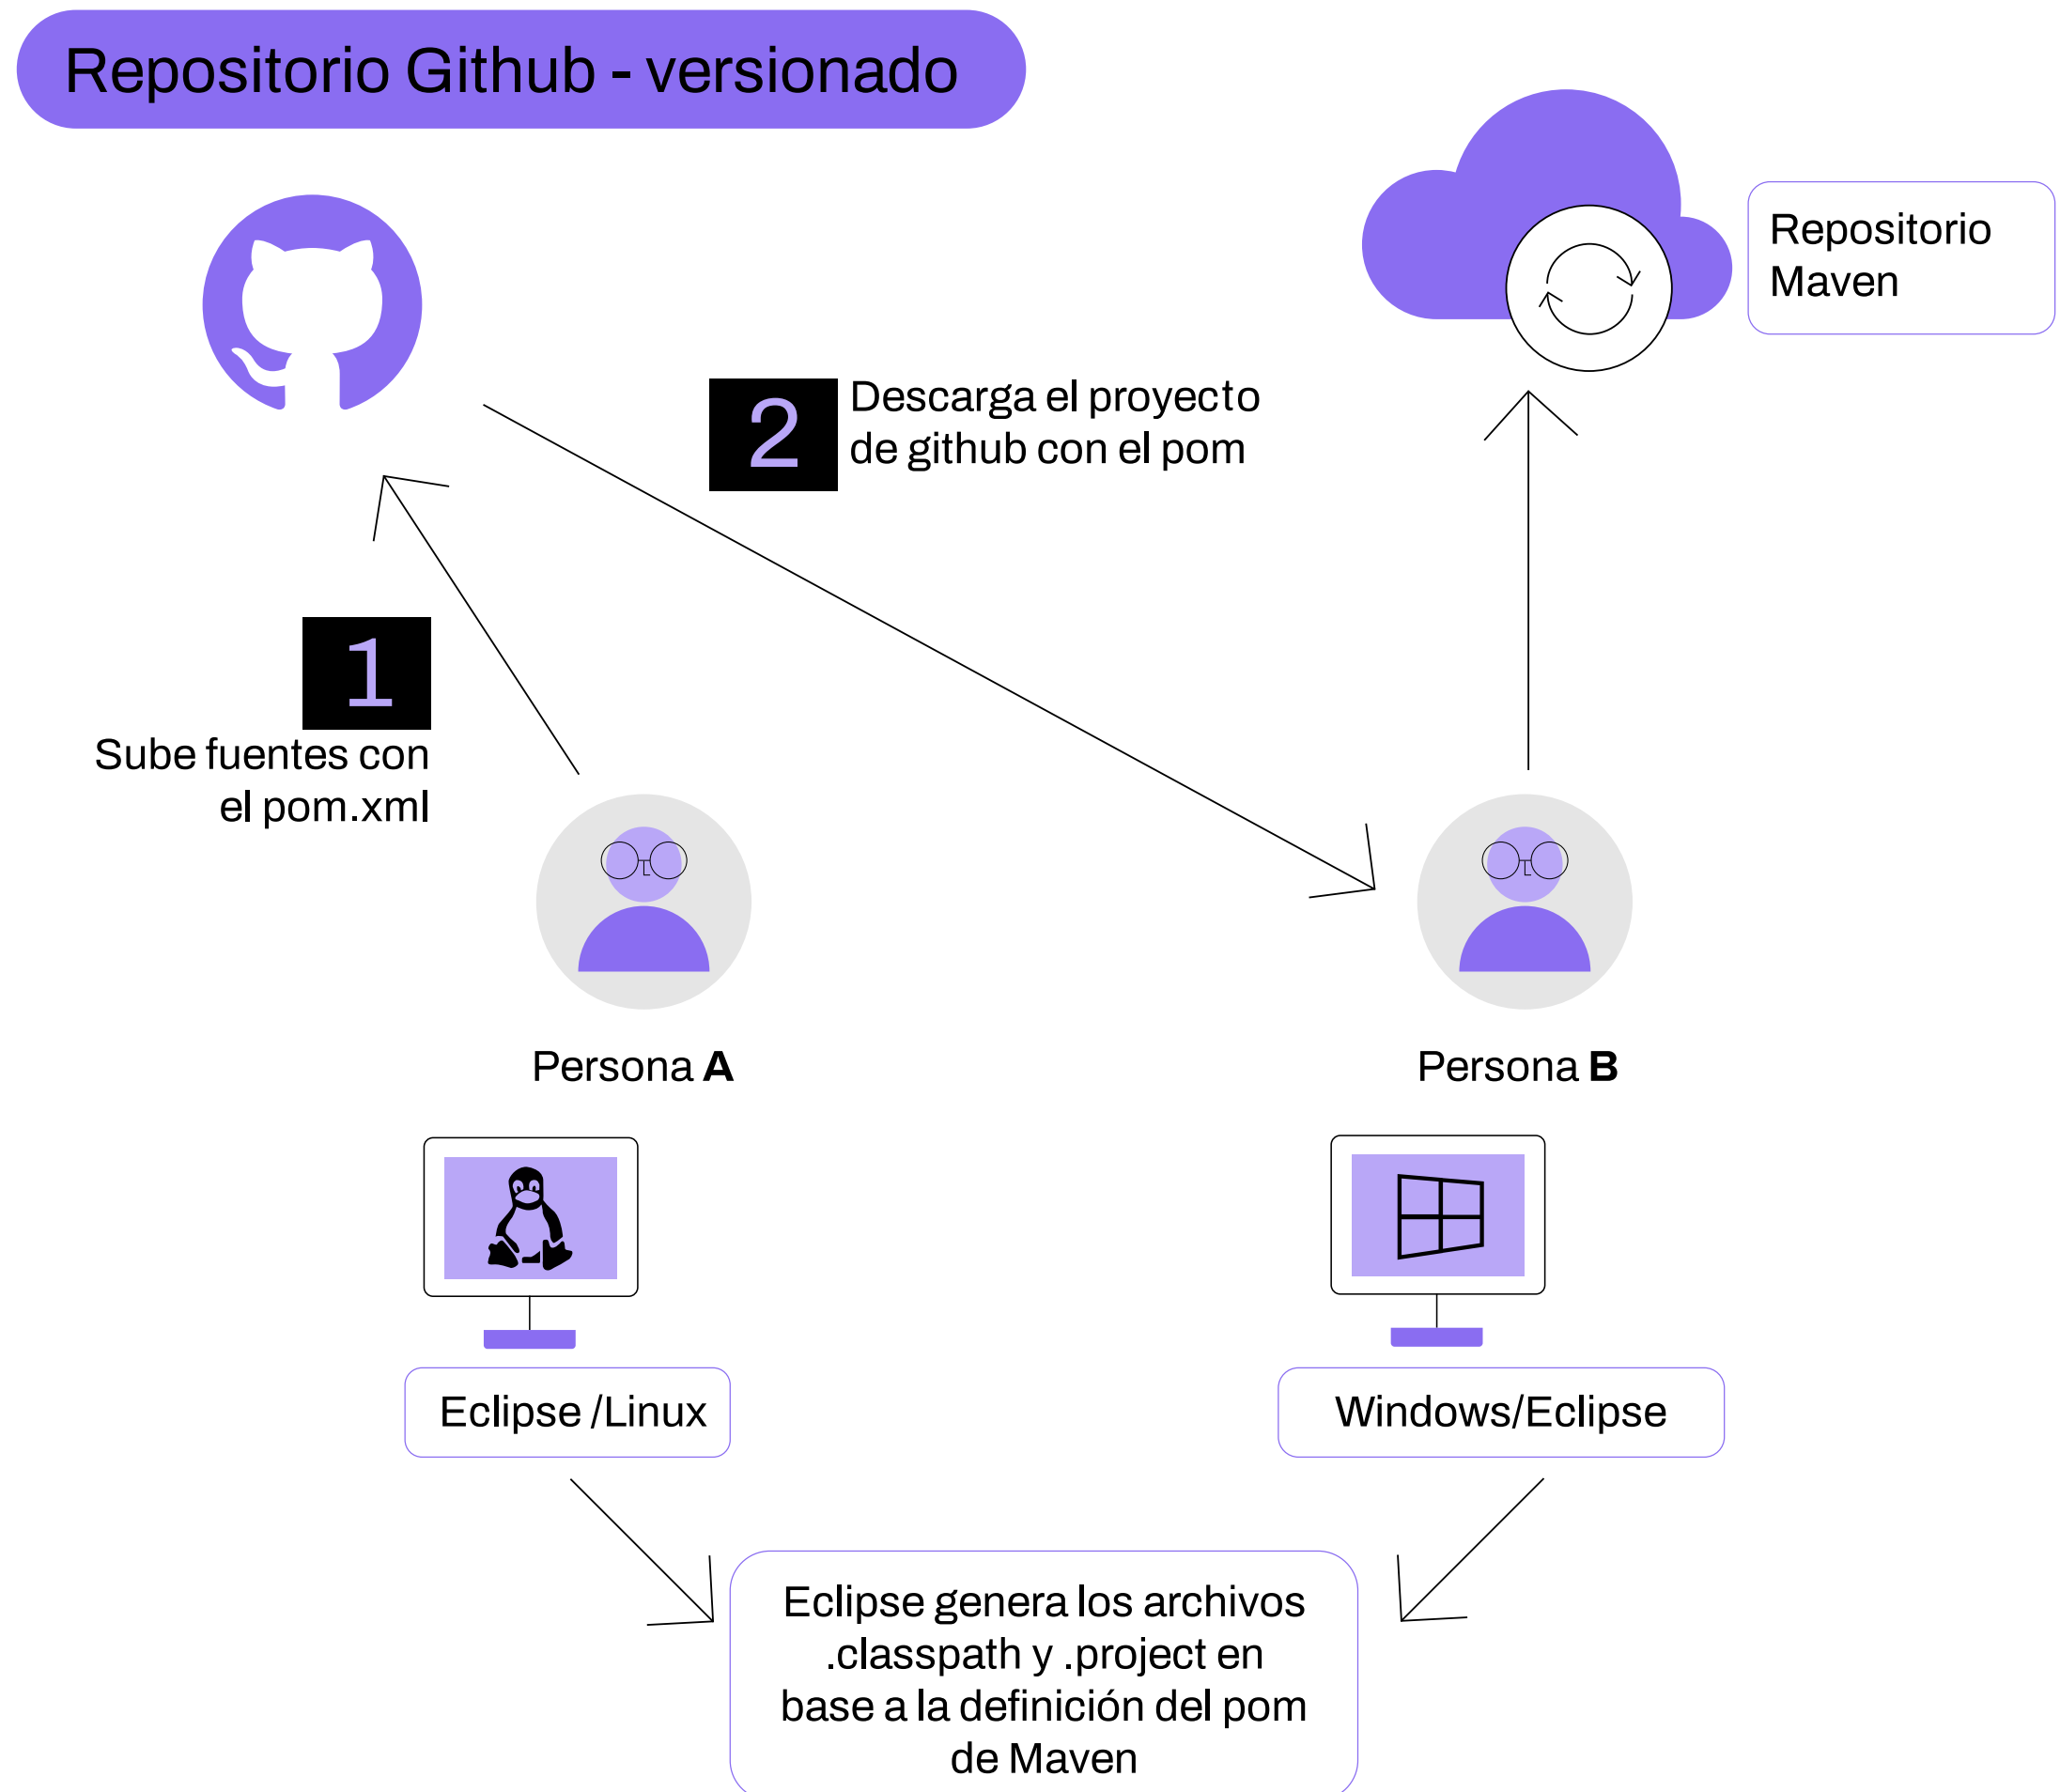 Repositorio Github - versionado
Repositorio
Maven
2
Descarga el proyecto
de github con el pom
1
Sube fuentes con
el pom.xml
Persona A
Persona B
Eclipse /Linux
Windows/Eclipse
Eclipse genera los archivos
.classpath y .project en
base a la definición del pom
de Maven